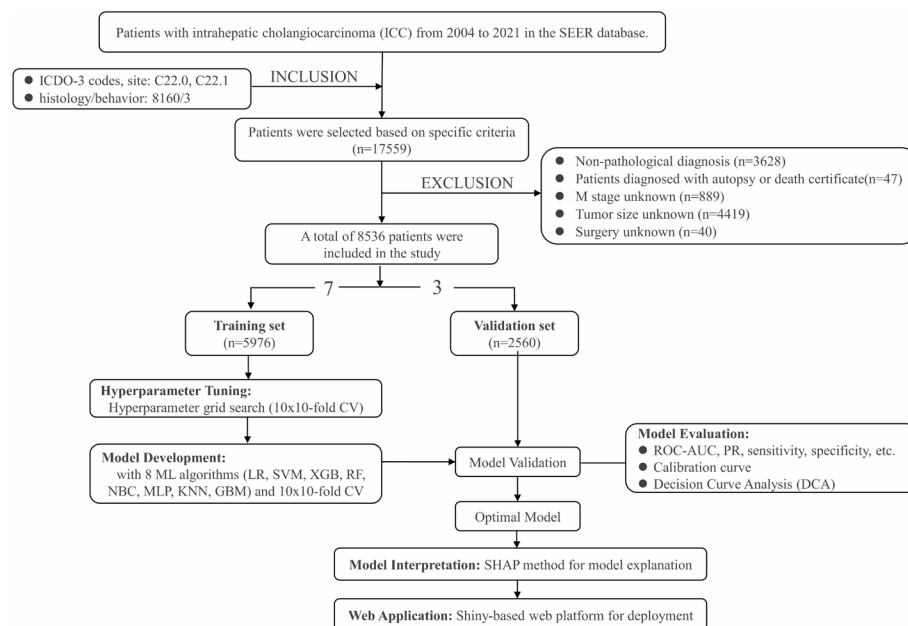 Patients with intrahepatic cholangiocarcinoma (ICC) from 2004 to 2021 in the SEER database.
● ICDO-3 codes, site: C22.0, C22.1
● histology/behavior: 8160/3
INCLUSION
Patients were selected based on specific criteria
(n=17559)
EXCLUSION
● Non-pathological diagnosis (n=3628)
● Patients diagnosed with autopsy or death certificate(n=47)
● M stage unknown (n=889)
● Tumor size unknown (n=4419)
● Surgery unknown (n=40)
A total of 8536 patients were
included in the study
7
3
Training set
(n=5976)
Validation set
(n=2560)
Hyperparameter Tuning:
Hyperparameter grid search (10x10-fold CV)
Model Development:
with 8 ML algorithms (LR, SVM, XGB, RF,
NBC, MLP, KNN, GBM) and 10x10-fold CV
Model Validation
Model Evaluation:
● ROC-AUC, PR, sensitivity, specificity, etc.
● Calibration curve
● Decision Curve Analysis (DCA)
Optimal Model
Model Interpretation: SHAP method for model explanation
Web Application: Shiny-based web platform for deployment